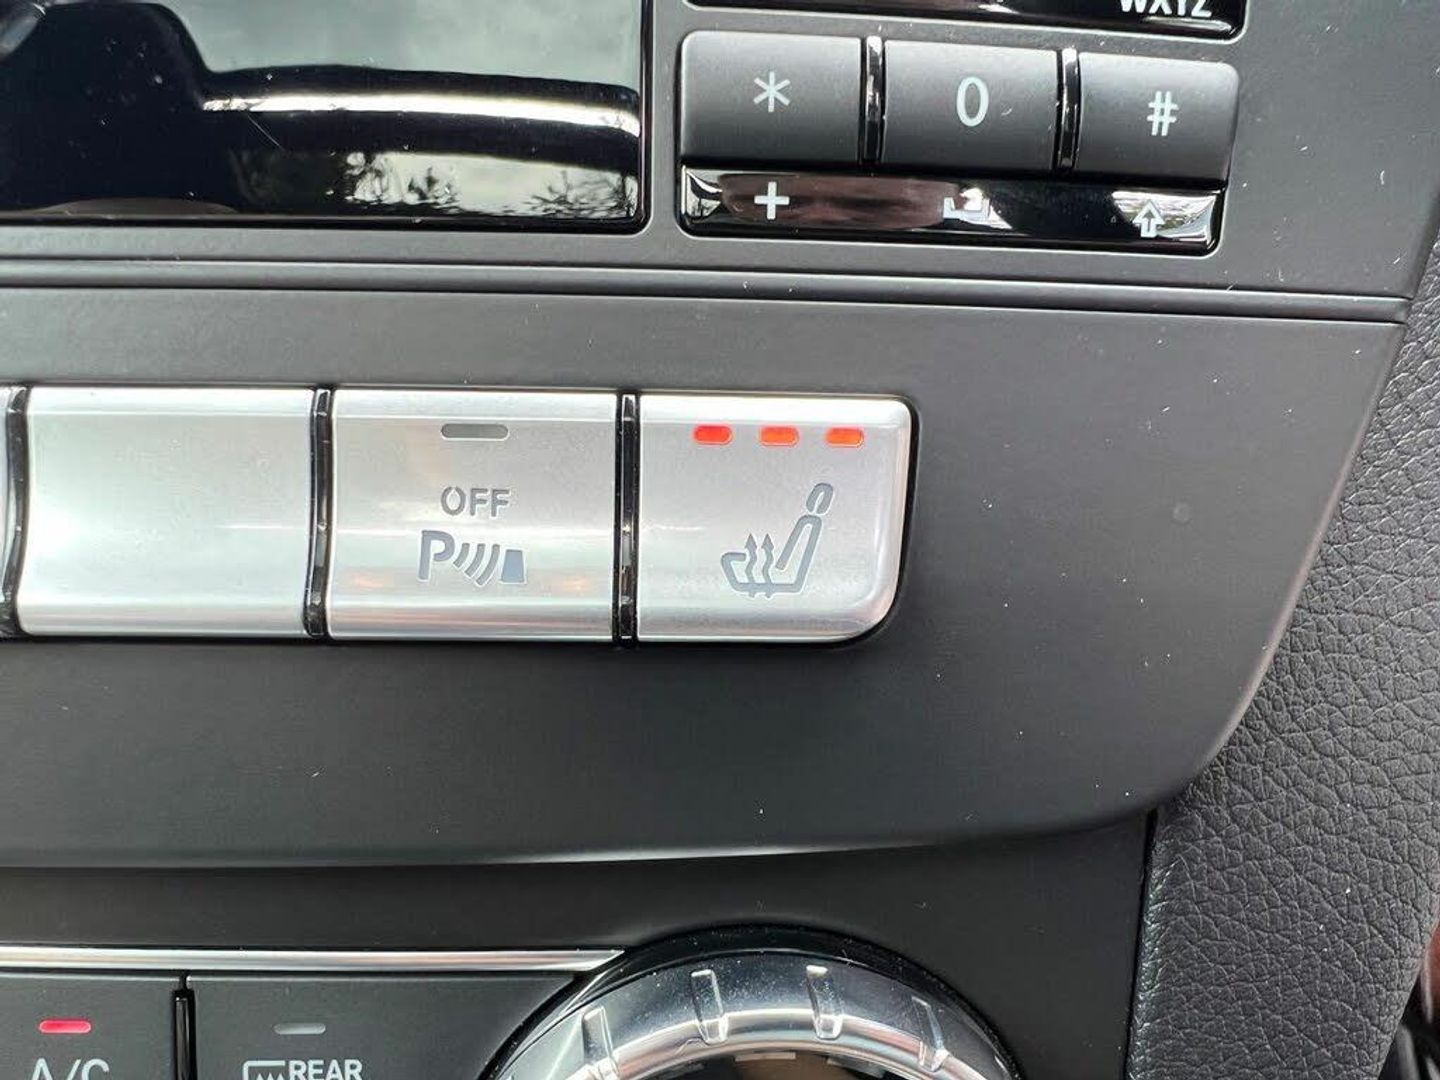 WXYZ
* 0 #
+
OFF
P
A/C
REAR